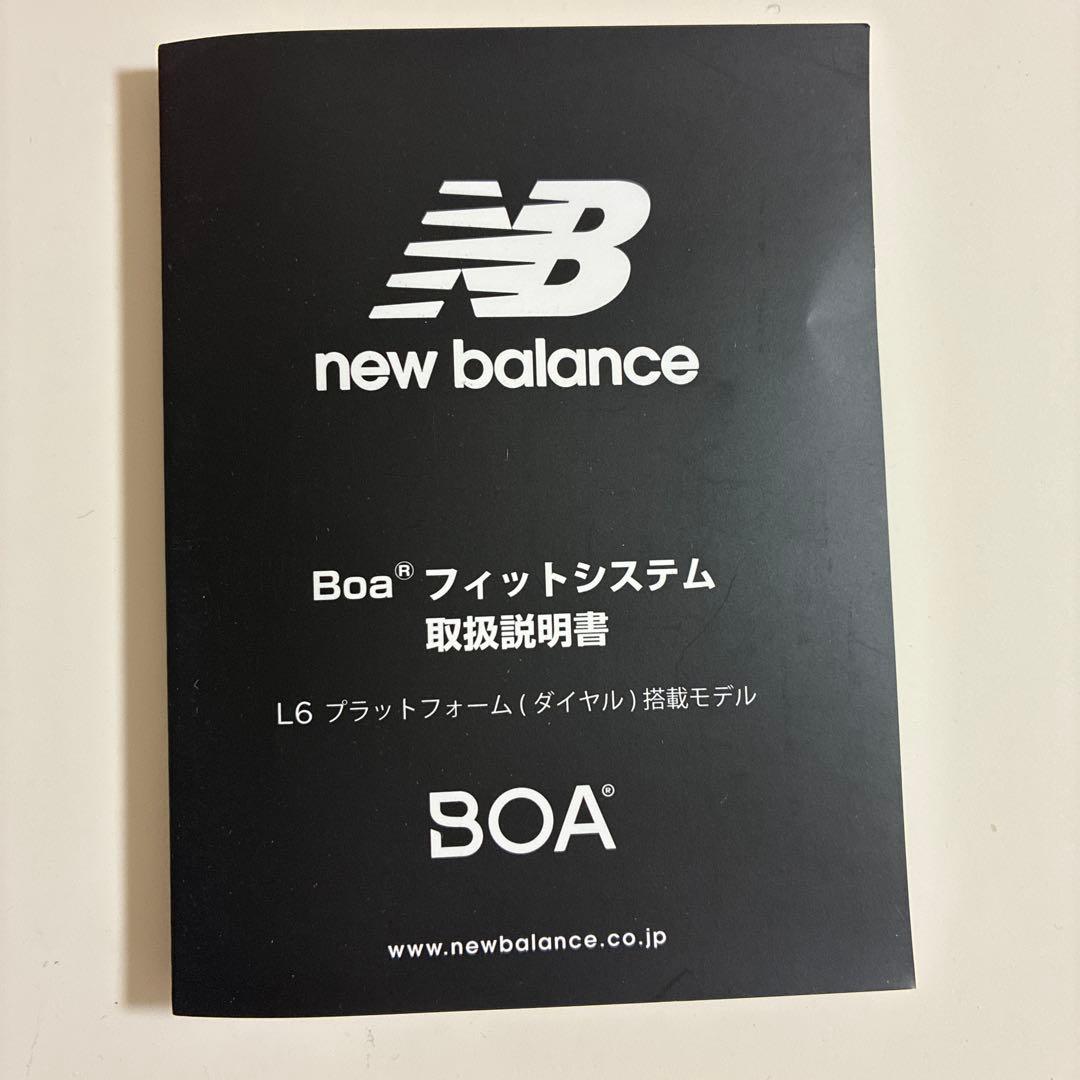 NB
new balance
Boa® フィットシステム
取扱説明書
L6 プラットフォーム(ダイヤル)搭載モデル
BOA®
www.newbalance.co.jp